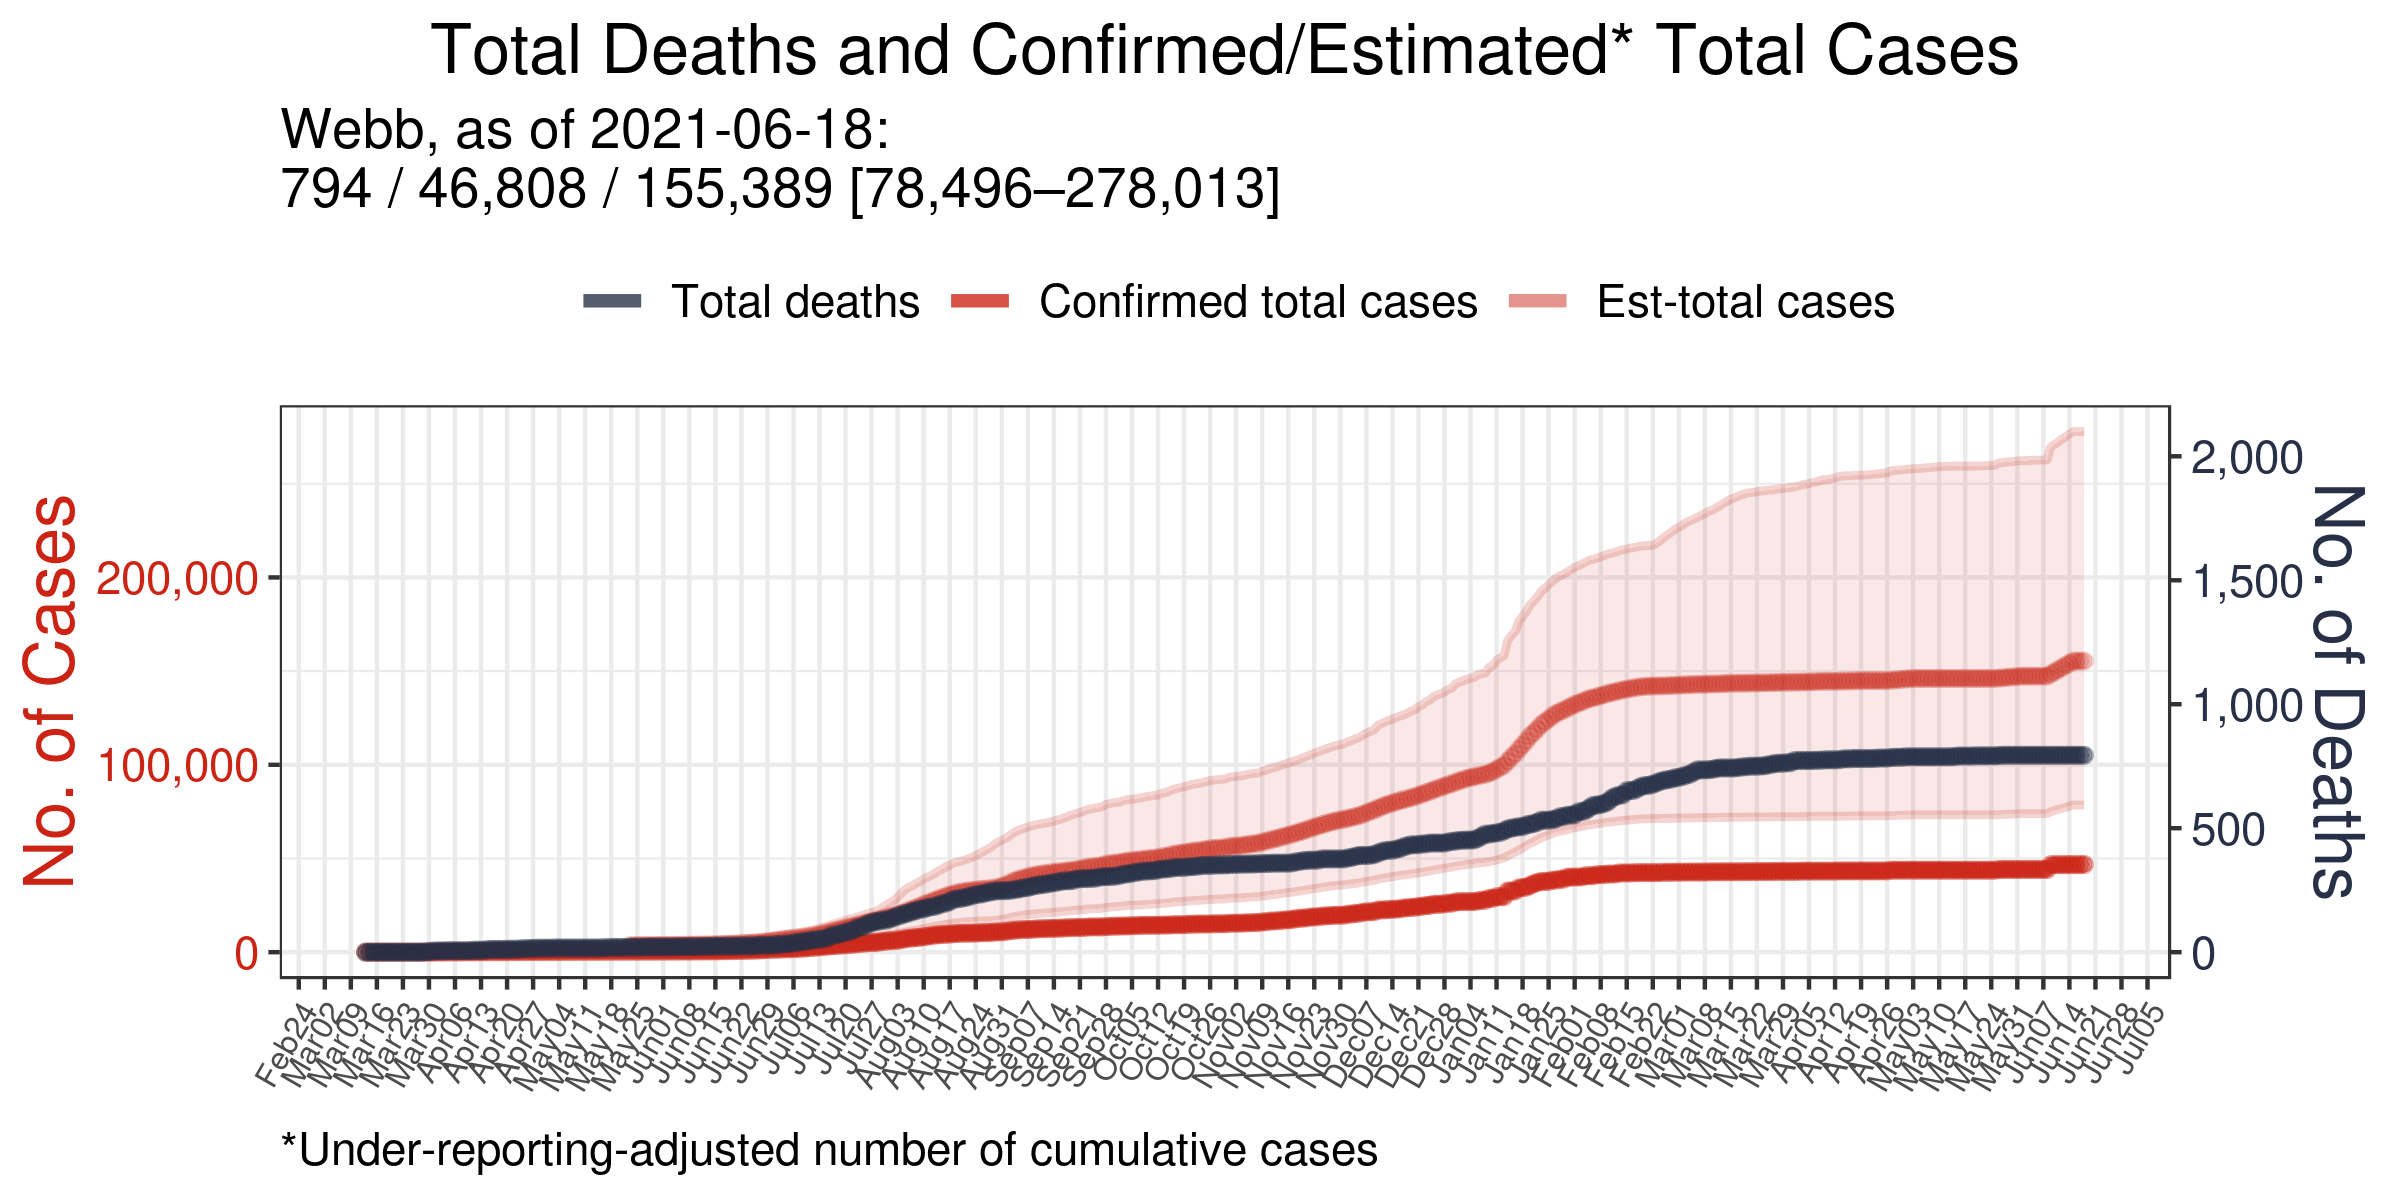 Total Deaths and Confirmed/Estimated* Total Cases
Webb, as of 2021-06-18:
794 / 46,808 / 155,389 [78,496–278,013]
Total deaths
Confirmed total cases
Est-total cases
No. of Cases
200,000
100,000
0
2,000
1,500
1,000
500
0
No. of Deaths
Feb24
Mar02
Mar09
Mar16
Mar23
Mar30
Apr06
Apr13
Apr20
Apr27
May04
May11
May18
May25
Jun01
Jun08
Jun15
Jun22
Jun29
Jul06
Jul13
Jul20
Jul27
Aug03
Aug10
Aug17
Aug24
Aug31
Sep07
Sep14
Sep21
Sep28
Oct05
Oct12
Oct19
Oct26
Nov02
Nov09
Nov16
Nov23
Nov30
Dec07
Dec14
Dec21
Dec28
Jan04
Jan11
Jan18
Jan25
Feb01
Feb08
Feb15
Feb22
Mar01
Mar08
Mar15
Mar22
Mar29
Apr05
Apr12
Apr19
Apr26
May03
May10
May17
May24
May31
Jun07
Jun14
Jun21
Jun28
Jul05
*Under-reporting-adjusted number of cumulative cases